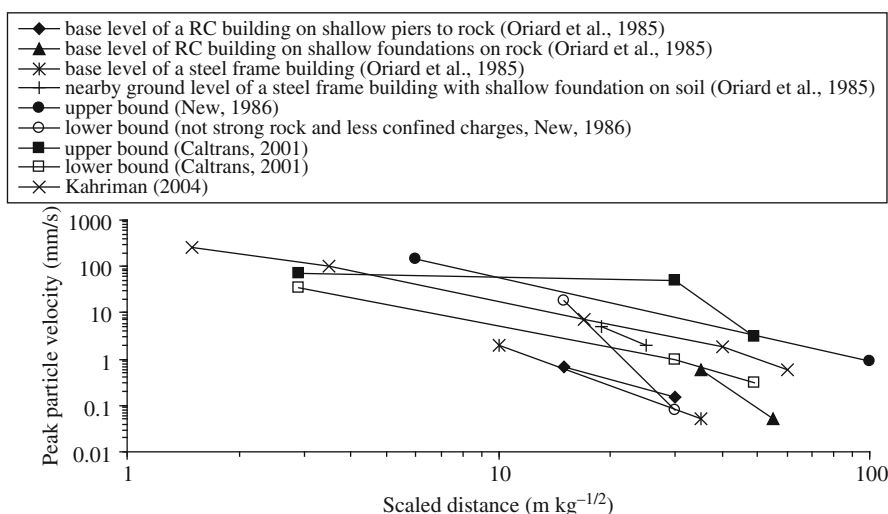 base level of a RC building on shallow piers to rock (Oriard et al., 1985)
base level of RC building on shallow foundations on rock (Oriard et al., 1985)
base level of a steel frame building (Oriard et al., 1985)
nearby ground level of a steel frame building with shallow foundation on soil (Oriard et al., 1985)
upper bound (New, 1986)
lower bound (not strong rock and less confined charges, New, 1986)
upper bound (Caltrans, 2001)
lower bound (Caltrans, 2001)
Kahriman (2004)
Peak particle velocity (mm/s)
1000
100
10
1
0.1
0.01
1 10 100
Scaled distance (m kg⁻¹/²)